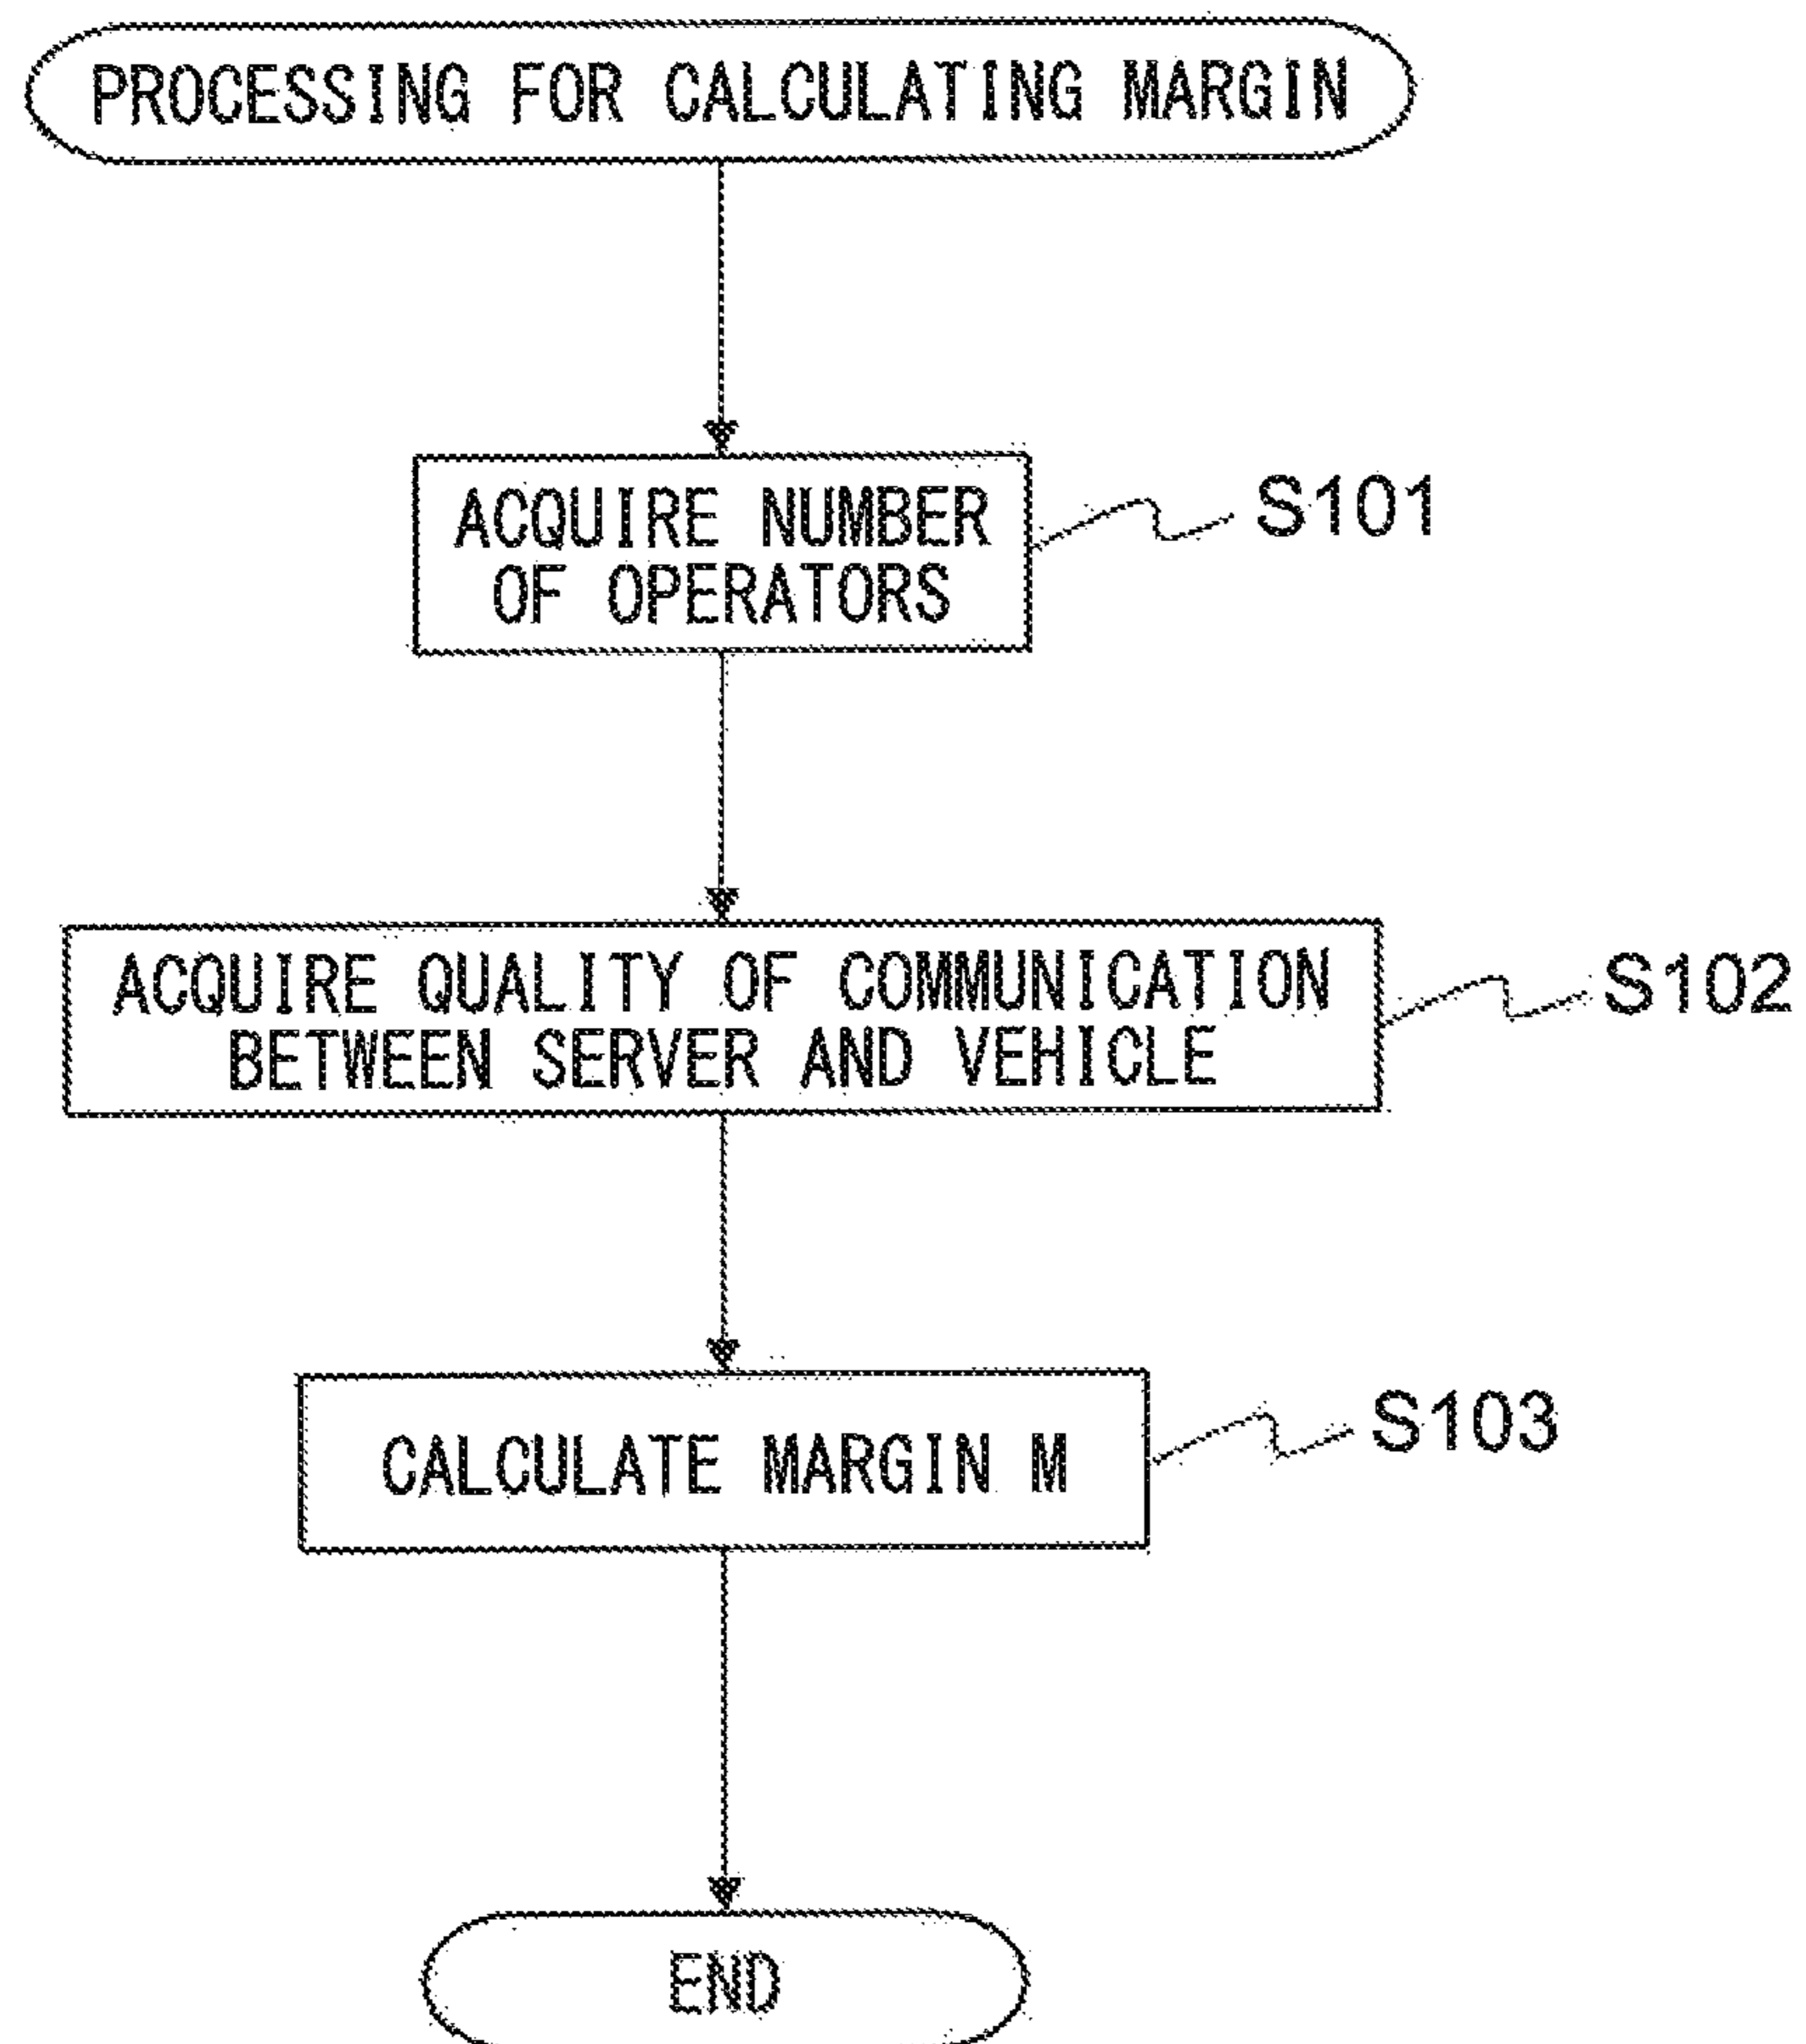 PROCESSING FOR CALCULATING MARGIN
ACQUIRE NUMBER
OF OPERATORS
S101
ACQUIRE QUALITY OF COMMUNICATION
BETWEEN SERVER AND VEHICLE
S102
CALCULATE MARGIN M
S103
END